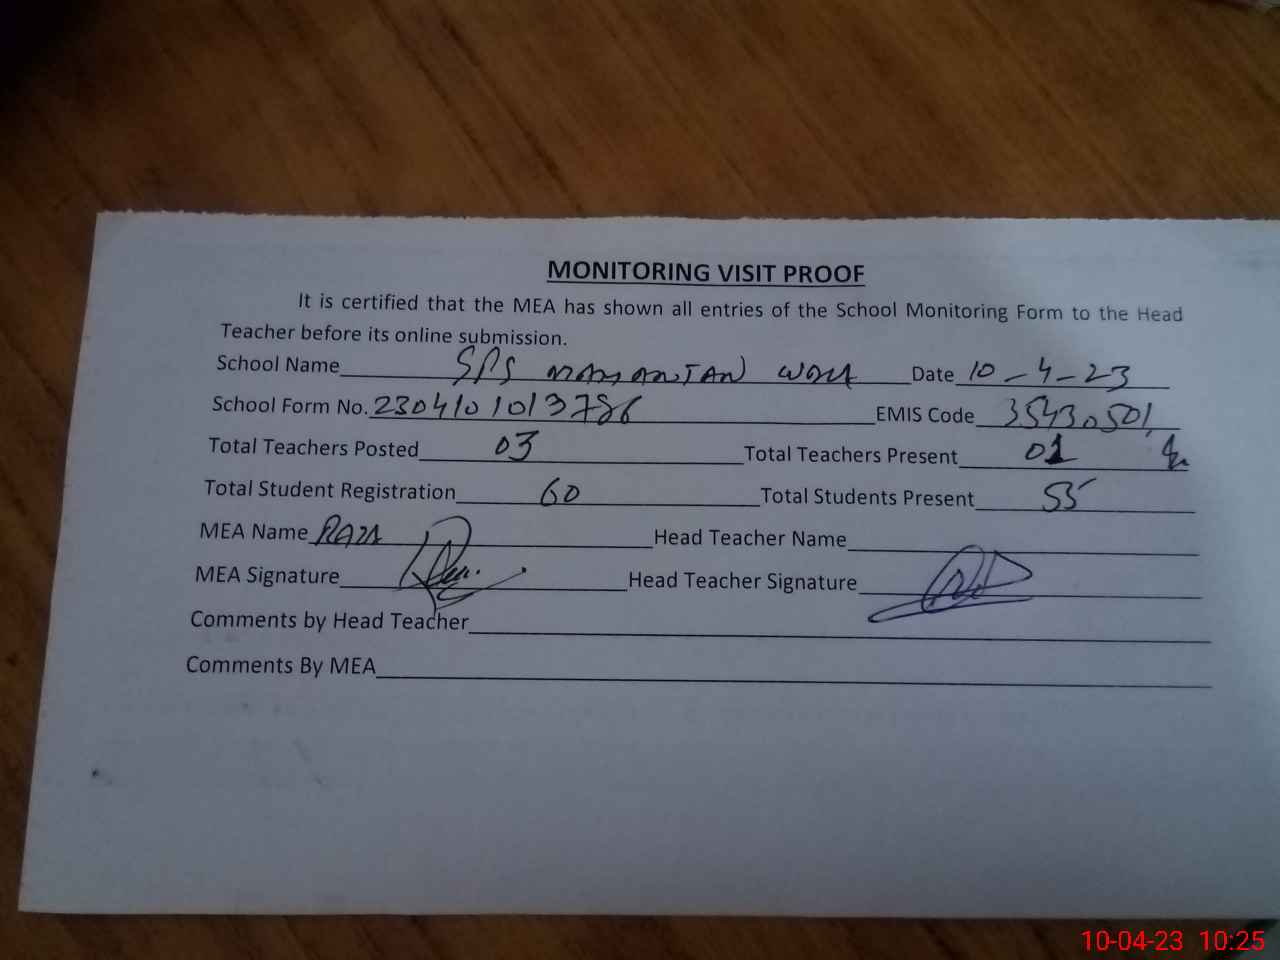 MONITORING VISIT PROOF
It is certified that the MEA has shown all entries of the School Monitoring Form to the Head
Teacher before its online submission.
School Name SPS Date 10-4-23
School Form No. 2304101013786 EMIS Code 35430501
Total Teachers Posted 03 Total Teachers Present 01
Total Student Registration 60 Total Students Present 55
MEA Name RAZA Head Teacher Name
MEA Signature Head Teacher Signature
Comments by Head Teacher
Comments By MEA
10-04-23 10:25